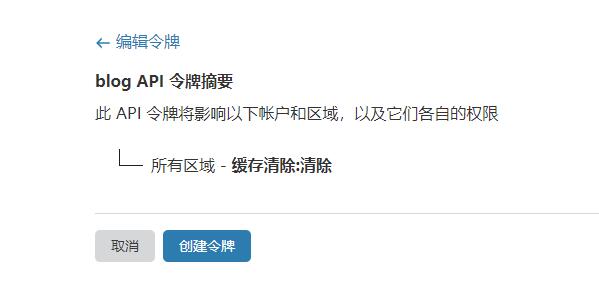 ← 编辑令牌
blog API 令牌摘要
此 API 令牌将影响以下帐户和区域，以及它们各自的权限
所有区域 - 缓存清除:清除
取消 创建令牌